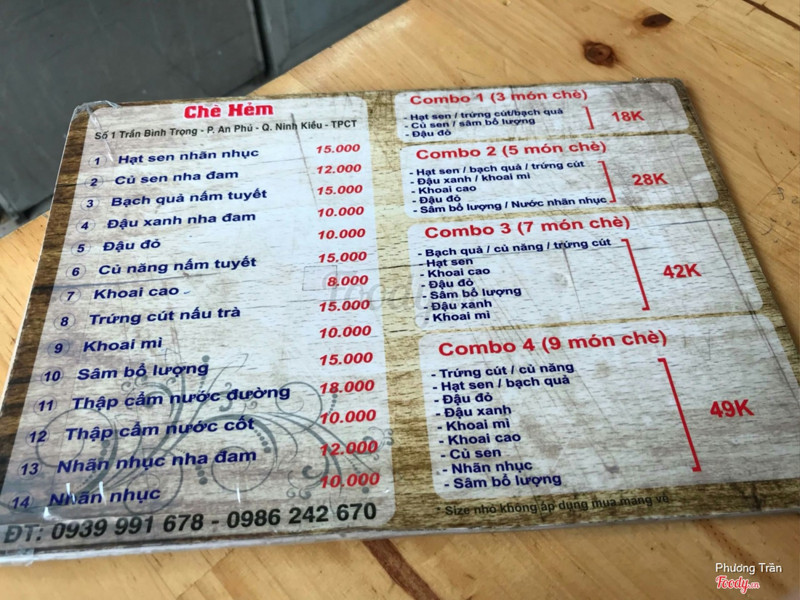 Chè Hẻm
Số 1 Trần Bình Trọng - P. An Phú - Q. Ninh Kiều - TPCT
1 Hạt sen nhãn nhục 15.000
2 Củ sen nha đam 12.000
3 Bạch quả nấm tuyết 15.000
4 Đậu xanh nha đam 10.000
5 Đậu đỏ 10.000
6 Củ năng nấm tuyết 15.000
7 Khoai cao 8.000
8 Trứng cút nấu trà 15.000
9 Khoai mì 10.000
10 Sâm bổ lượng 15.000
11 Thập cẩm nước đường 18.000
12 Thập cẩm nước cốt 10.000
13 Nhãn nhục nha đam 12.000
14 Nhãn nhục 10.000
ĐT: 0939 991 678 - 0986 242 670
Combo 1 (3 món chè)
- Hạt sen / trứng cút/bạch quả
- Củ sen / sâm bổ lượng
- Đậu đỏ
18K
Combo 2 (5 món chè)
- Hạt sen / bạch quả / trứng cút
- Đậu xanh / khoai mì
- Khoai cao
- Đậu đỏ
- Sâm bổ lượng / Nước nhãn nhục
28K
Combo 3 (7 món chè)
- Bạch quả / củ năng / trứng cút
- Hạt sen
- Khoai cao
- Đậu đỏ
- Sâm bổ lượng
- Đậu xanh
- Khoai mì
42K
Combo 4 (9 món chè)
- Trứng cút / củ năng
- Hạt sen / bạch quả
- Đậu đỏ
- Đậu xanh
- Khoai mì
- Khoai cao
- Củ sen
- Nhãn nhục
- Sâm bổ lượng
49K
* Size nhỏ không áp dụng mua mang về
Foody
Phương Trần
Foody.vn